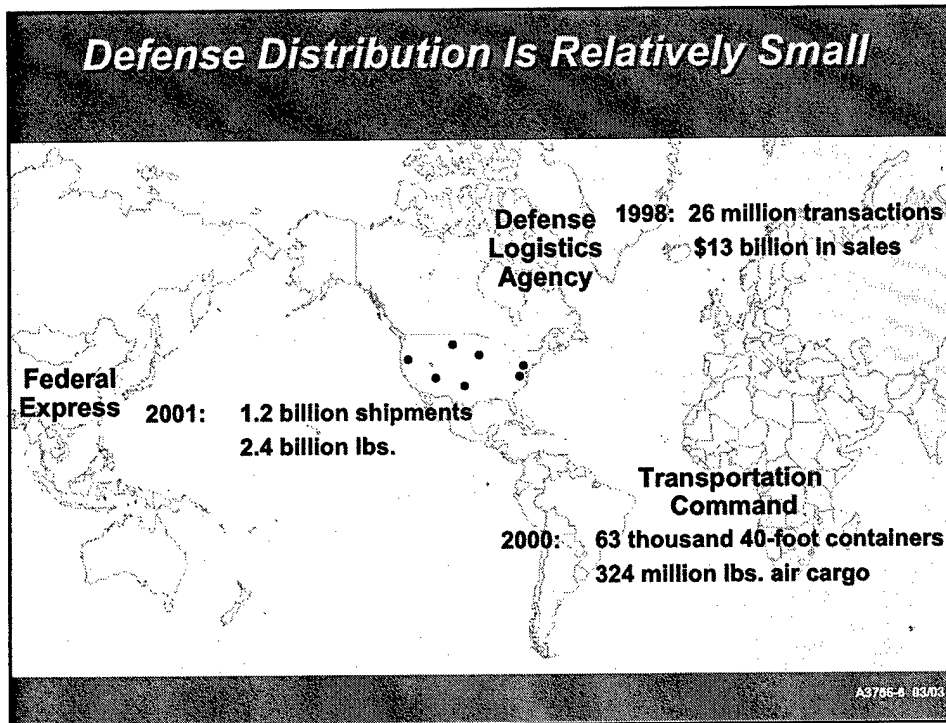 Defense Distribution Is Relatively Small
Defense
Logistics
Agency
1998: 26 million transactions
$13 billion in sales
Federal
Express
2001: 1.2 billion shipments
2.4 billion lbs.
Transportation
Command
2000: 63 thousand 40-foot containers
324 million lbs. air cargo
A3766-6 03/03